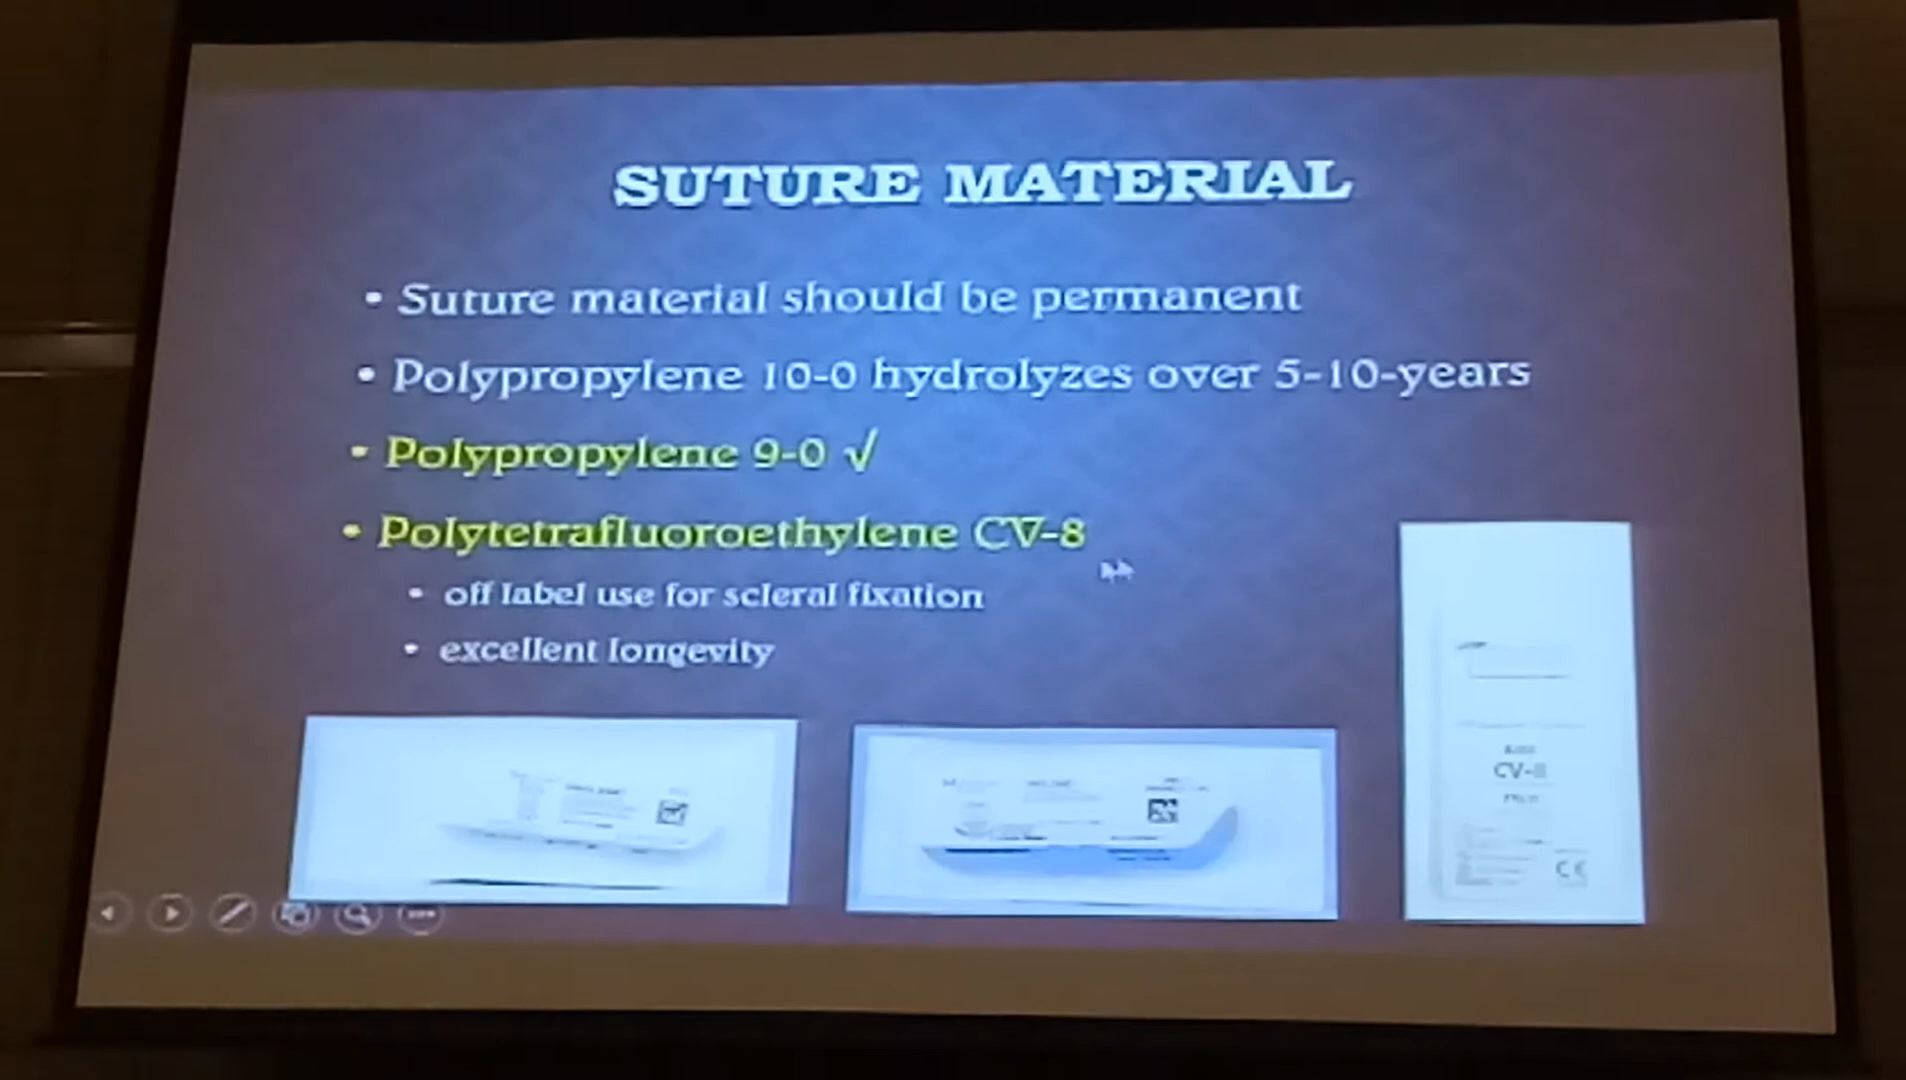 SUTURE MATERIAL
• Suture material should be permanent
• Polypropylene 10-0 hydrolyzes over 5-10-years
• Polypropylene 9-0 √
• Polytetrafluoroethylene CV-8
• off label use for scleral fixation
• excellent longevity
CV-8
CE